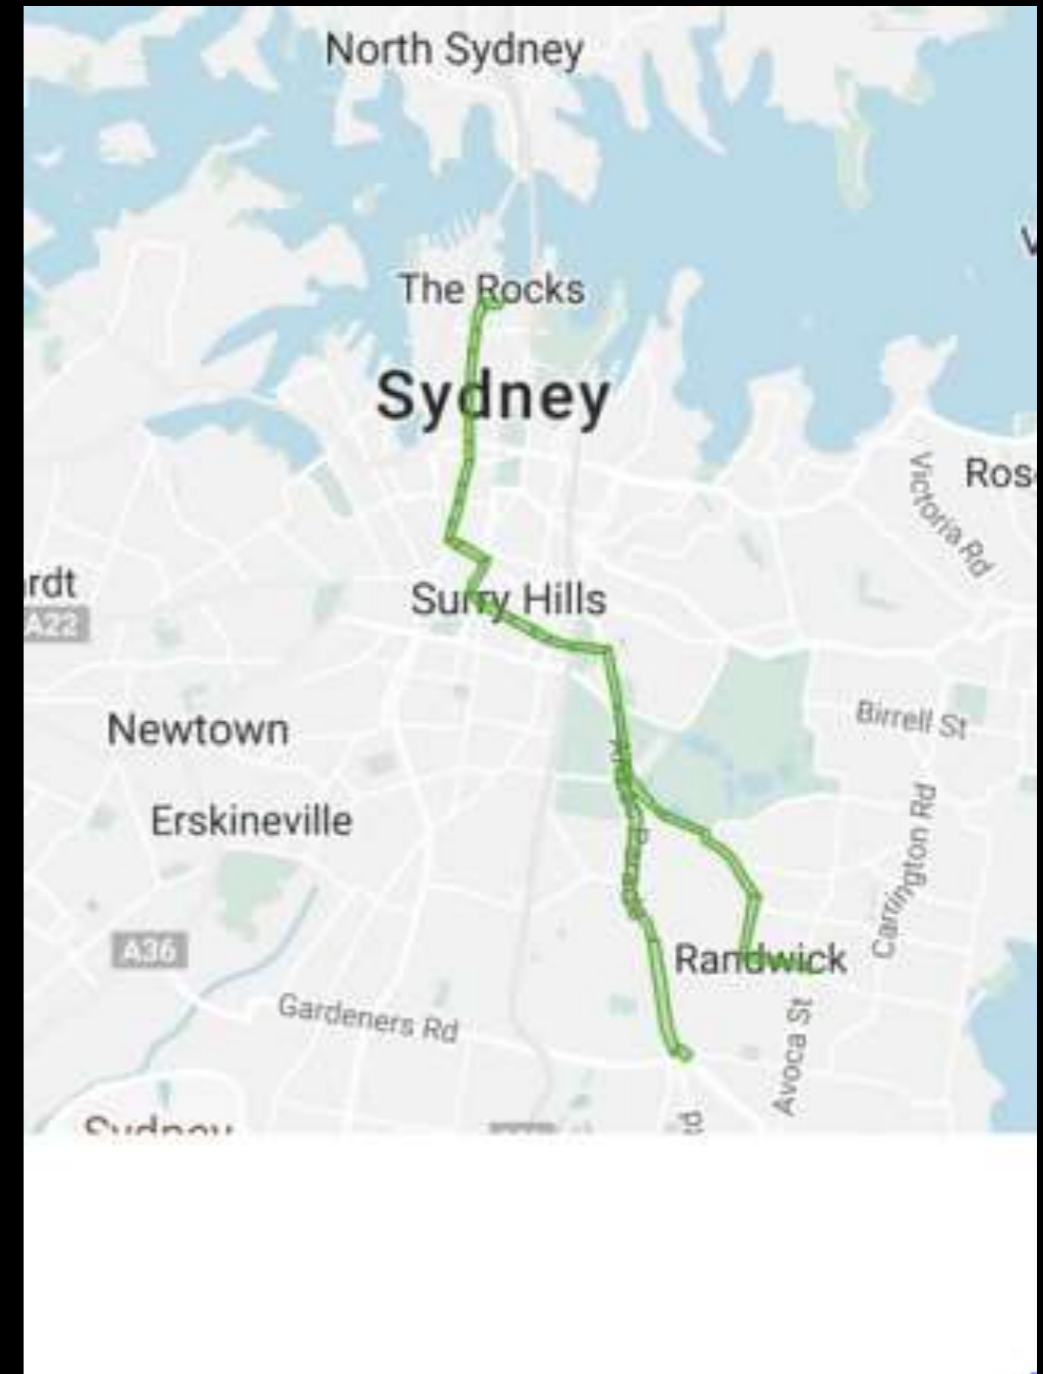 North Sydney
The Rocks
Sydney
Victoria Rd
Ros
rdt
A22
Surry Hills
Newtown
Birrell St
Erskineville
Carrington Rd
A36
Randwick
Gardeners Rd
Avoca St
Sydney